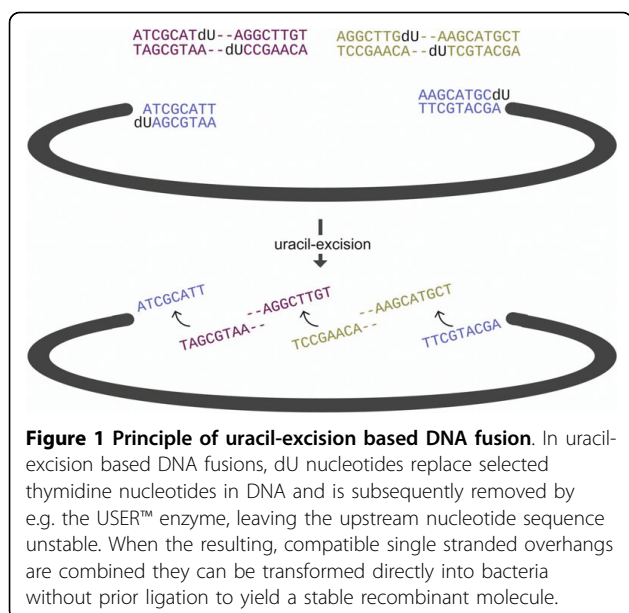 ATCGCATdU--AGGCTTGT AGGCTTGdU--AAGCATGCT
TAGCGTAA--dUCCGAACA TCCGAACA--dUTCGTACGA
ATCGCATT AAGCATGCdU
dUAGCGTAA TTCGTACGA
uracil-excision
ATCGCATT --AGGCTTGT --AAGCATGCT
TAGCGTAA-- TCCGAACA-- TTCGTACGA
Figure 1 Principle of uracil-excision based DNA fusion. In uracil-
excision based DNA fusions, dU nucleotides replace selected
thymidine nucleotides in DNA and is subsequently removed by
e.g. the USER™ enzyme, leaving the upstream nucleotide sequence
unstable. When the resulting, compatible single stranded overhangs
are combined they can be transformed directly into bacteria
without prior ligation to yield a stable recombinant molecule.